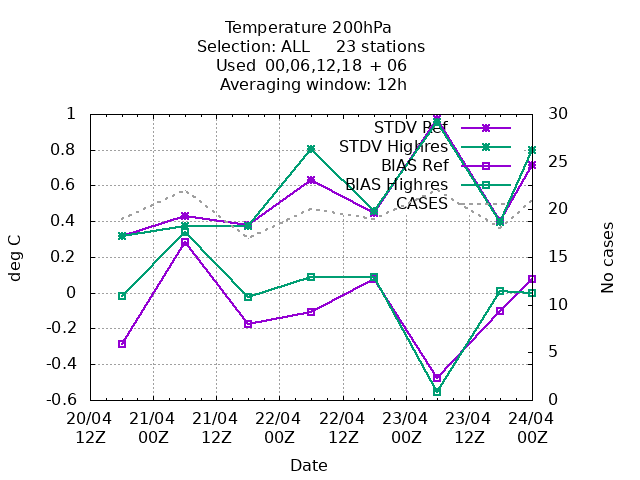 Temperature 200hPa
Selection: ALL 23 stations
Used 00,06,12,18 + 06
Averaging window: 12h
1
0.8
0.6
0.4
0.2
0
-0.2
-0.4
-0.6
deg C
30
25
20
15
10
5
0
No cases
STDV Ref
STDV Highres
BIAS Ref
BIAS Highres
CASES
20/04 21/04 21/04 22/04 22/04 23/04 23/04 24/04
12Z 00Z 12Z 00Z 12Z 00Z 12Z 00Z
Date